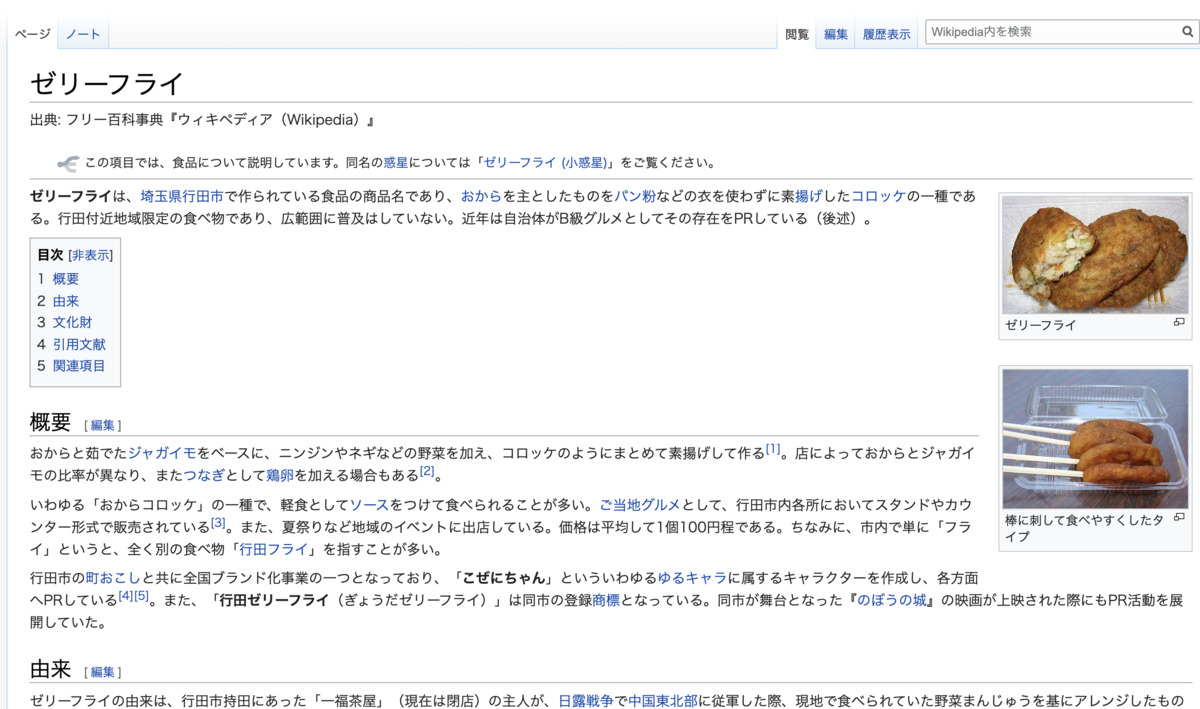 ページ
ノート
閲覧
編集
履歴表示
Wikipedia内を検索
ゼリーフライ
出典: フリー百科事典『ウィキペディア（Wikipedia）』
この項目では、食品について説明しています。同名の惑星については「ゼリーフライ (小惑星)」をご覧ください。
ゼリーフライは、埼玉県行田市で作られている食品の商品名であり、おからを主としたものをパン粉などの衣を使わずに素揚げしたコロッケの一種であ
る。行田付近地域限定の食べ物であり、広範囲に普及はしていない。近年は自治体がB級グルメとしてその存在をPRしている（後述）。
ゼリーフライ
目次 [非表示]
1 概要
2 由来
3 文化財
4 引用文献
5 関連項目
棒に刺して食べやすくしたタ
イプ
概要 [編集]
おからと茹でたジャガイモをベースに、ニンジンやネギなどの野菜を加え、コロッケのようにまとめて素揚げして作る[1]。店によっておからとジャガイ
モの比率が異なり、またつなぎとして鶏卵を加える場合もある[2]。
いわゆる「おからコロッケ」の一種で、軽食としてソースをつけて食べられることが多い。ご当地グルメとして、行田市内各所においてスタンドやカウ
ンター形式で販売されている[3]。また、夏祭りなど地域のイベントに出店している。価格は平均して1個100円程である。ちなみに、市内で単に「フラ
イ」というと、全く別の食べ物「行田フライ」を指すことが多い。
行田市の町おこしと共に全国ブランド化事業の一つとなっており、「こぜにちゃん」といういわゆるゆるキャラに属するキャラクターを作成し、各方面
へPRしている[4][5]。また、「行田ゼリーフライ（ぎょうだゼリーフライ）」は同市の登録商標となっている。同市が舞台となった『のぼうの城』の映画が上映された際にもPR活動を展
開していた。
由来 [編集]
ゼリーフライの由来は、行田市持田にあった「一福茶屋」（現在は閉店）の主人が、日露戦争で中国東北部に従軍した際、現地で食べられていた野菜まんじゅうを基にアレンジしたもの